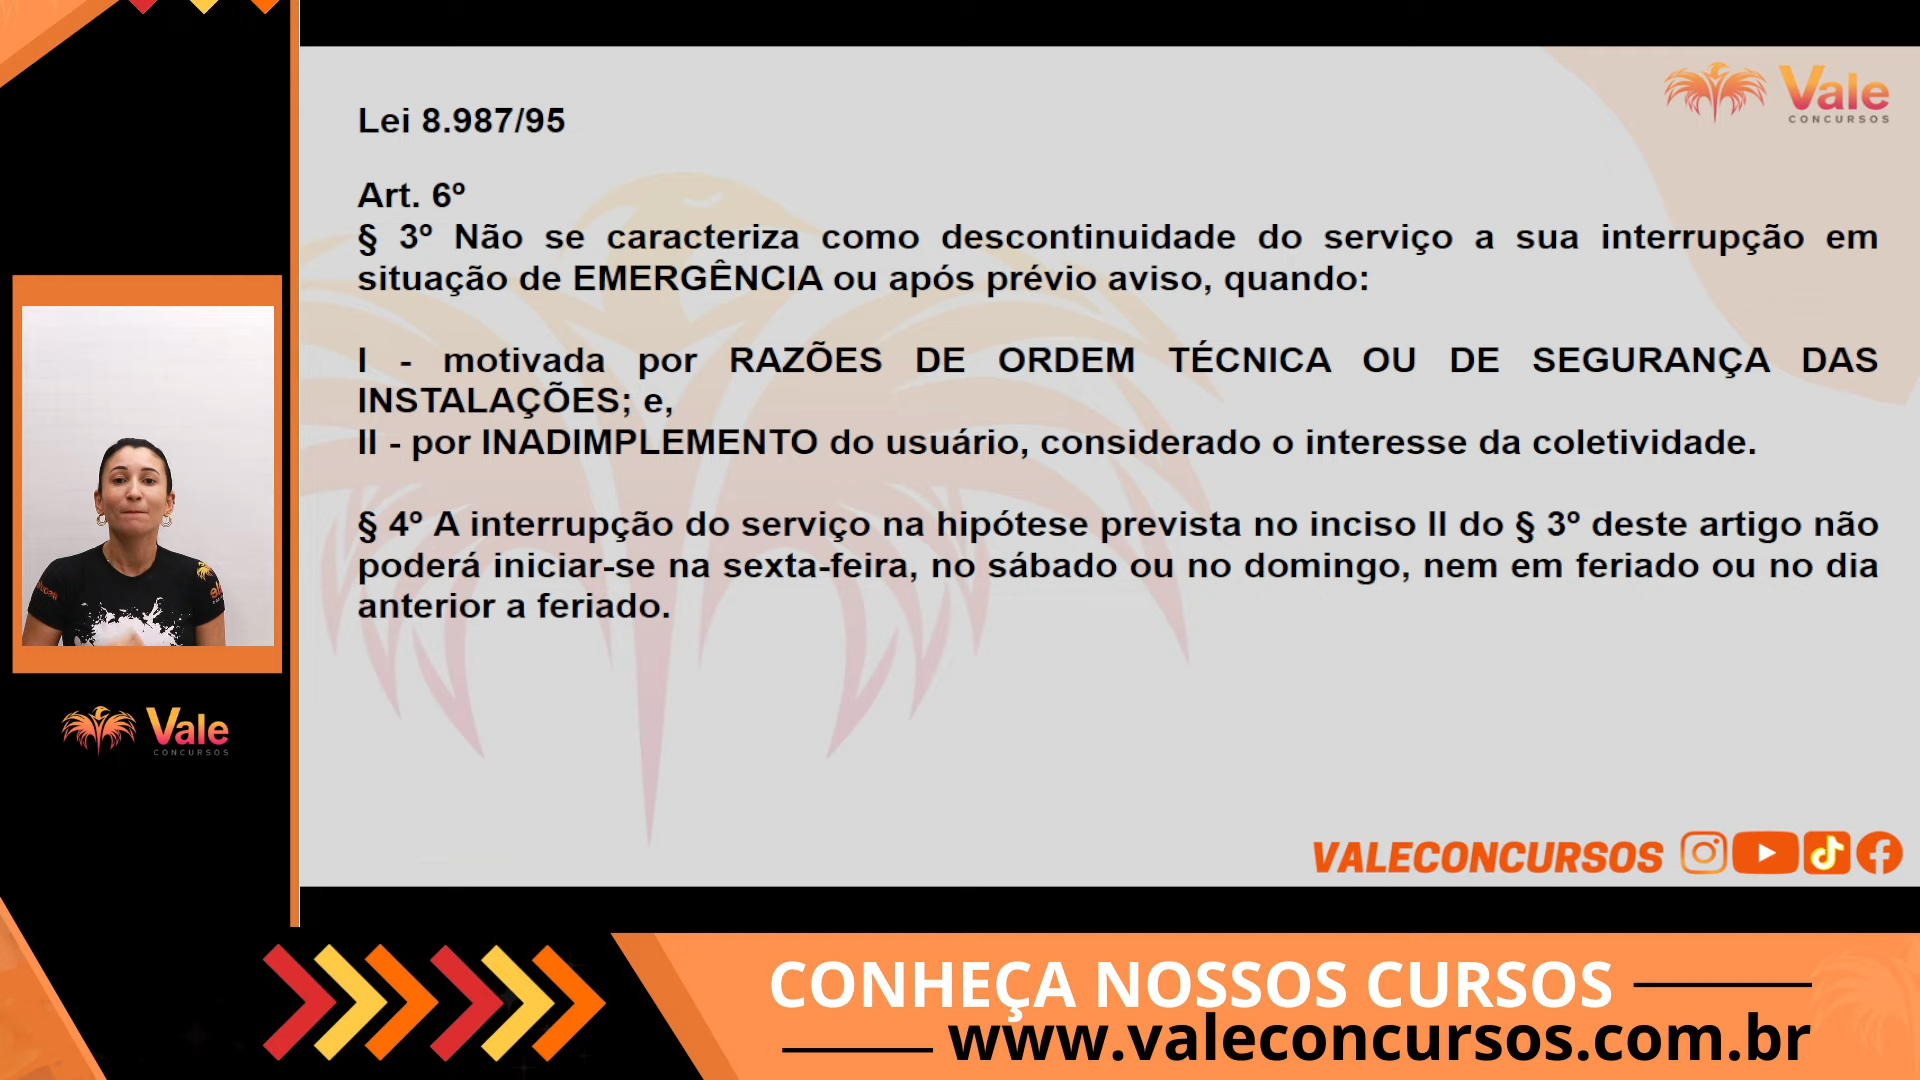 Vale
CONCURSOS
Lei 8.987/95
Art. 6º
§ 3º Não se caracteriza como descontinuidade do serviço a sua interrupção em
situação de EMERGÊNCIA ou após prévio aviso, quando:
I - motivada por RAZÕES DE ORDEM TÉCNICA OU DE SEGURANÇA DAS
INSTALAÇÕES; e,
II - por INADIMPLEMENTO do usuário, considerado o interesse da coletividade.
§ 4º A interrupção do serviço na hipótese prevista no inciso II do § 3º deste artigo não
poderá iniciar-se na sexta-feira, no sábado ou no domingo, nem em feriado ou no dia
anterior a feriado.
Vale
CONCURSOS
VALECONCURSOS
CONHEÇA NOSSOS CURSOS
www.valeconcursos.com.br